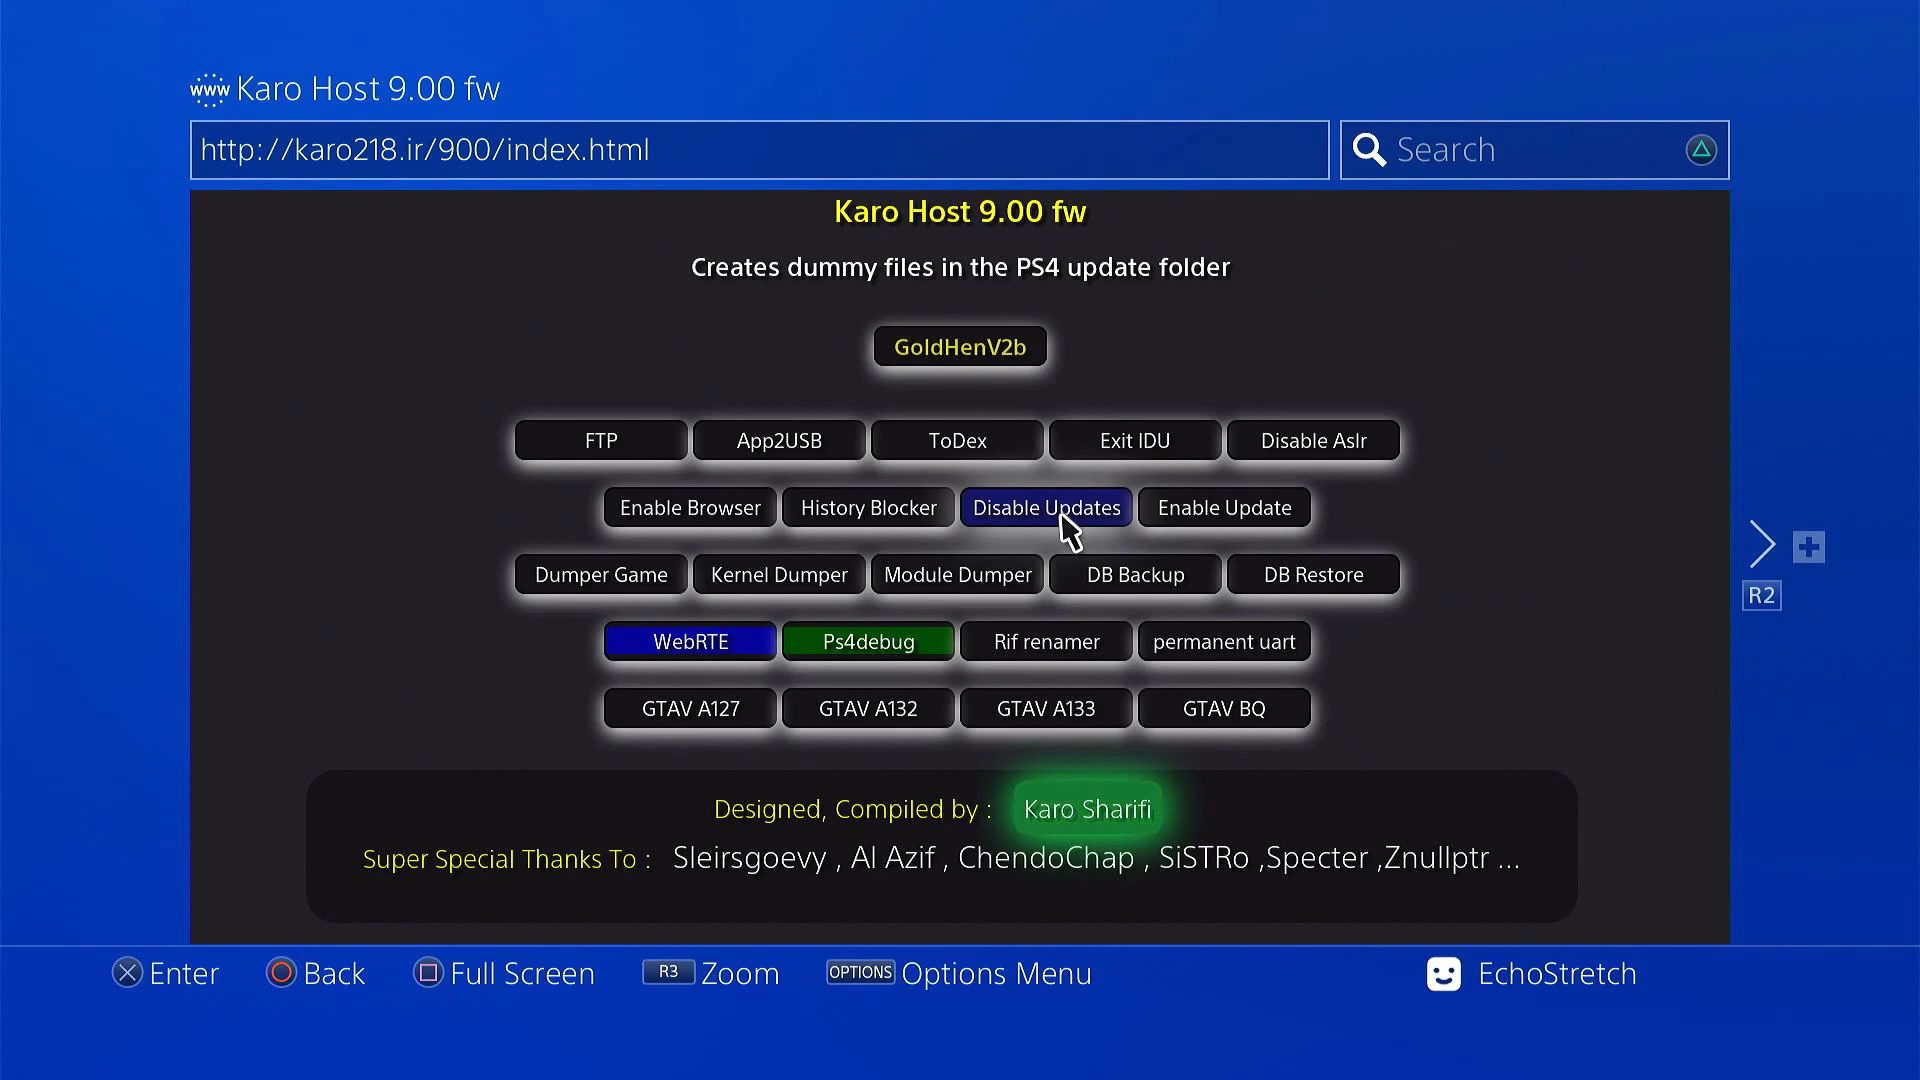 www Karo Host 9.00 fw
http://karo218.ir/900/index.html Search
Karo Host 9.00 fw
Creates dummy files in the PS4 update folder
GoldHenV2b
FTP App2USB ToDex Exit IDU Disable Aslr
Enable Browser History Blocker Disable Updates Enable Update
Dumper Game Kernel Dumper Module Dumper DB Backup DB Restore
R2
WebRTE Ps4debug Rif renamer permanent uart
GTAV A127 GTAV A132 GTAV A133 GTAV BQ
Designed, Compiled by : Karo Sharifi
Super Special Thanks To : Sleirsgoevy , Al Azif , ChendoChap , SiSTRo ,Specter ,Znullptr ...
Enter Back Full Screen R3 Zoom OPTIONS Options Menu EchoStretch